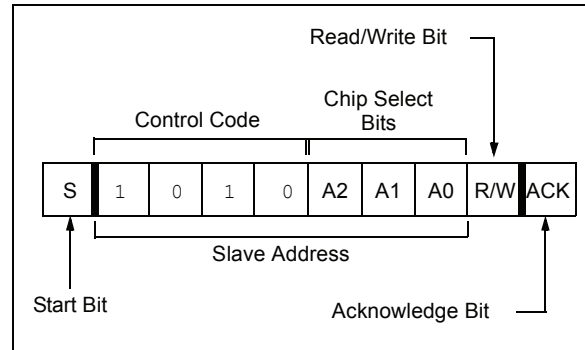 Read/Write Bit
Chip Select
Bits
Control Code
S 1 0 1 0 A2 A1 A0 R/W ACK
Slave Address
Start Bit
Acknowledge Bit